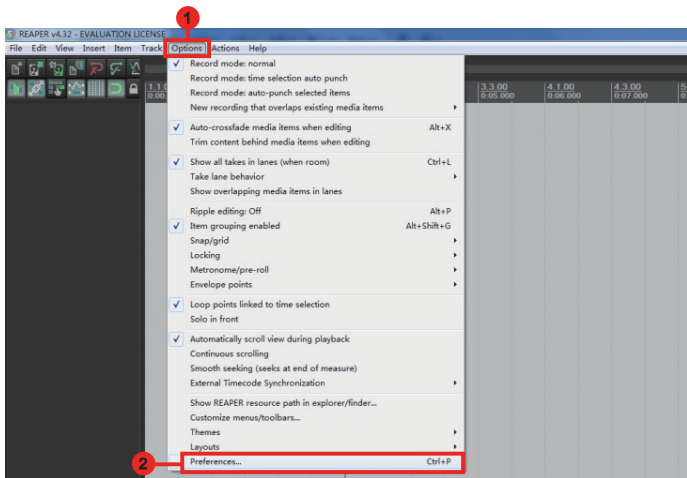 1
REAPER v4.32 - EVALUATION LICENSE
File Edit View Insert Item Track Options Actions Help
Record mode: normal
Record mode: time selection auto punch
Record mode: auto-punch selected items
New recording that overlaps existing media items
3.3.00 4.1.00 4.3.00
0:05.000 0:06.000 0:07.000
Auto-crossfade media items when editing Alt+X
Trim content behind media items when editing
Show all takes in lanes (when room) Ctrl+L
Take lane behavior
Show overlapping media items in lanes
Ripple editing: Off Alt+P
Item grouping enabled Alt+Shift+G
Snap/grid
Locking
Metronome/pre-roll
Envelope points
Loop points linked to time selection
Solo in front
Automatically scroll view during playback
Continuous scrolling
Smooth seeking (seeks at end of measure)
External Timecode Synchronization
Show REAPER resource path in explorer/finder...
Customize menus/toolbars...
Themes
Layouts
2 Preferences... Ctrl+P